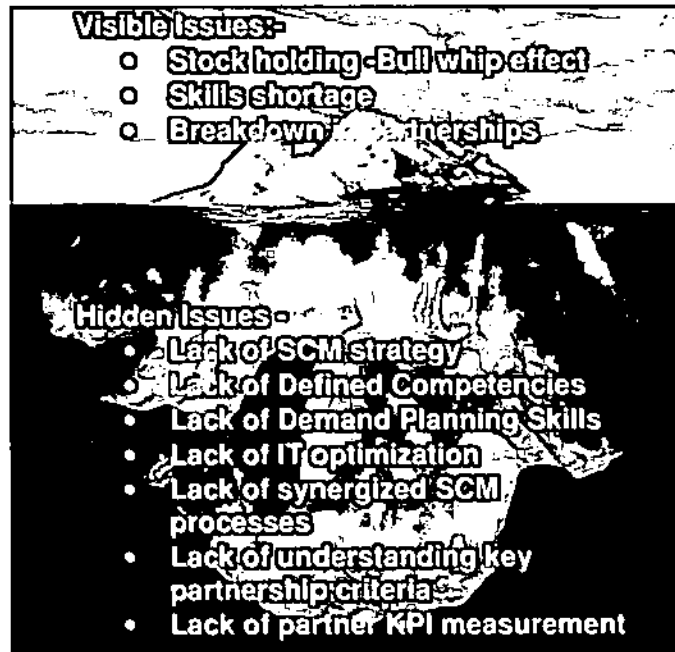 Visible Issues:-
o Stock holding -Bull whip effect
o Skills shortage
o Breakdown in partnerships
Hidden Issues -
• Lack of SCM strategy
• Lack of Defined Competencies
• Lack of Demand Planning Skills
• Lack of IT optimization
• Lack of synergized SCM
processes
• Lack of understanding key
partnership criteria
• Lack of partner KPI measurement